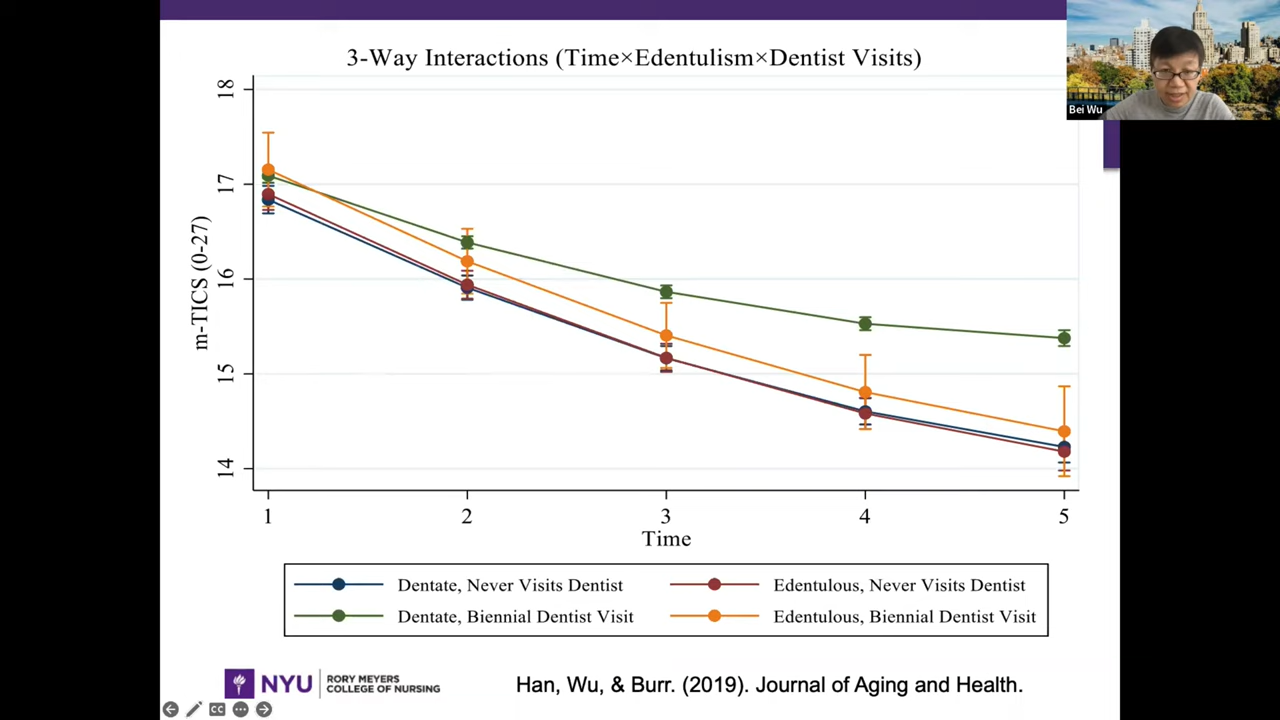 3-Way Interactions (Time×Edentulism×Dentist Visits)
Bei Wu
m-TICS (0-27)
18
17
16
15
14
1 2 3 4 5
Time
Dentate, Never Visits Dentist
Edentulous, Never Visits Dentist
Dentate, Biennial Dentist Visit
Edentulous, Biennial Dentist Visit
NYU
RORY MEYERS
COLLEGE OF NURSING
Han, Wu, & Burr. (2019). Journal of Aging and Health.
CC